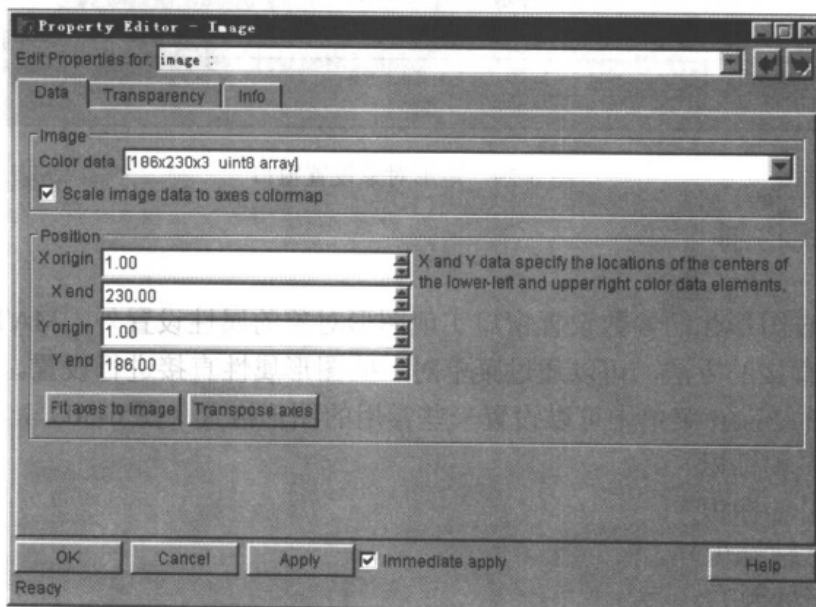 Property Editor - Image
Edit Properties for: image :
Data Transparency Info
Image
Color data [186x230x3 uint8 array]
Scale image data to axes colormap
Position
X origin 1.00
X and Y data specify the locations of the centers of
the lower-left and upper right color data elements.
X end 230.00
Y origin 1.00
Y end 186.00
Fit axes to image Transpose axes
OK Cancel Apply Immediate apply Help
Ready